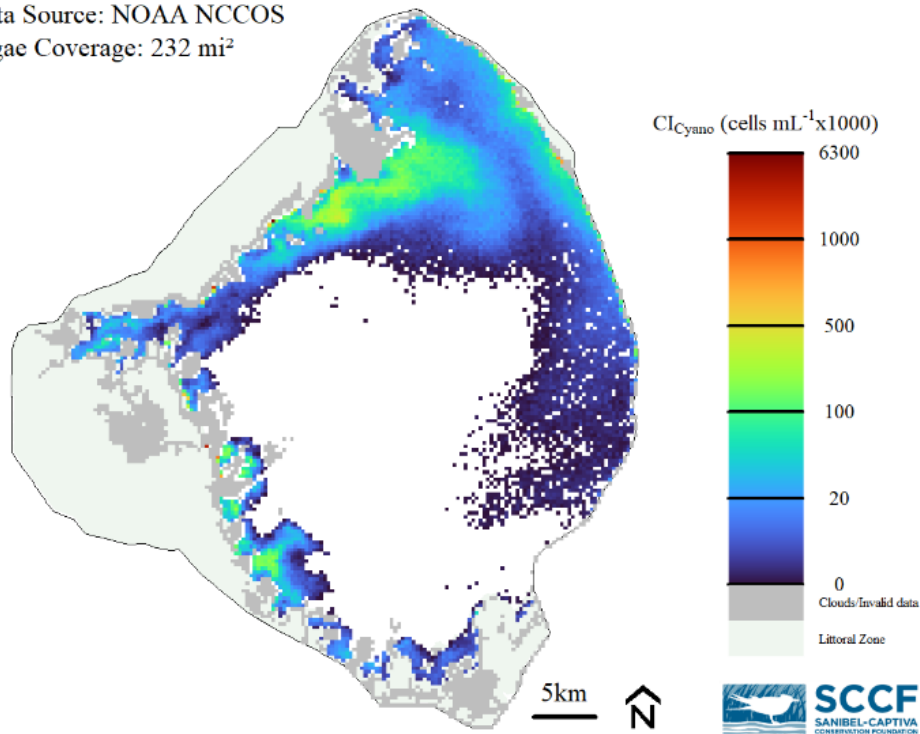 ta Source: NOAA NCCOS
gae Coverage: 232 mi²
CI_Cyano (cells mL⁻¹x1000)
6300
1000
500
100
20
0
Clouds/Invalid data
Littoral Zone
5km
N
SCCF
SANIBEL-CAPTIVA
CONSERVATION FOUNDATION